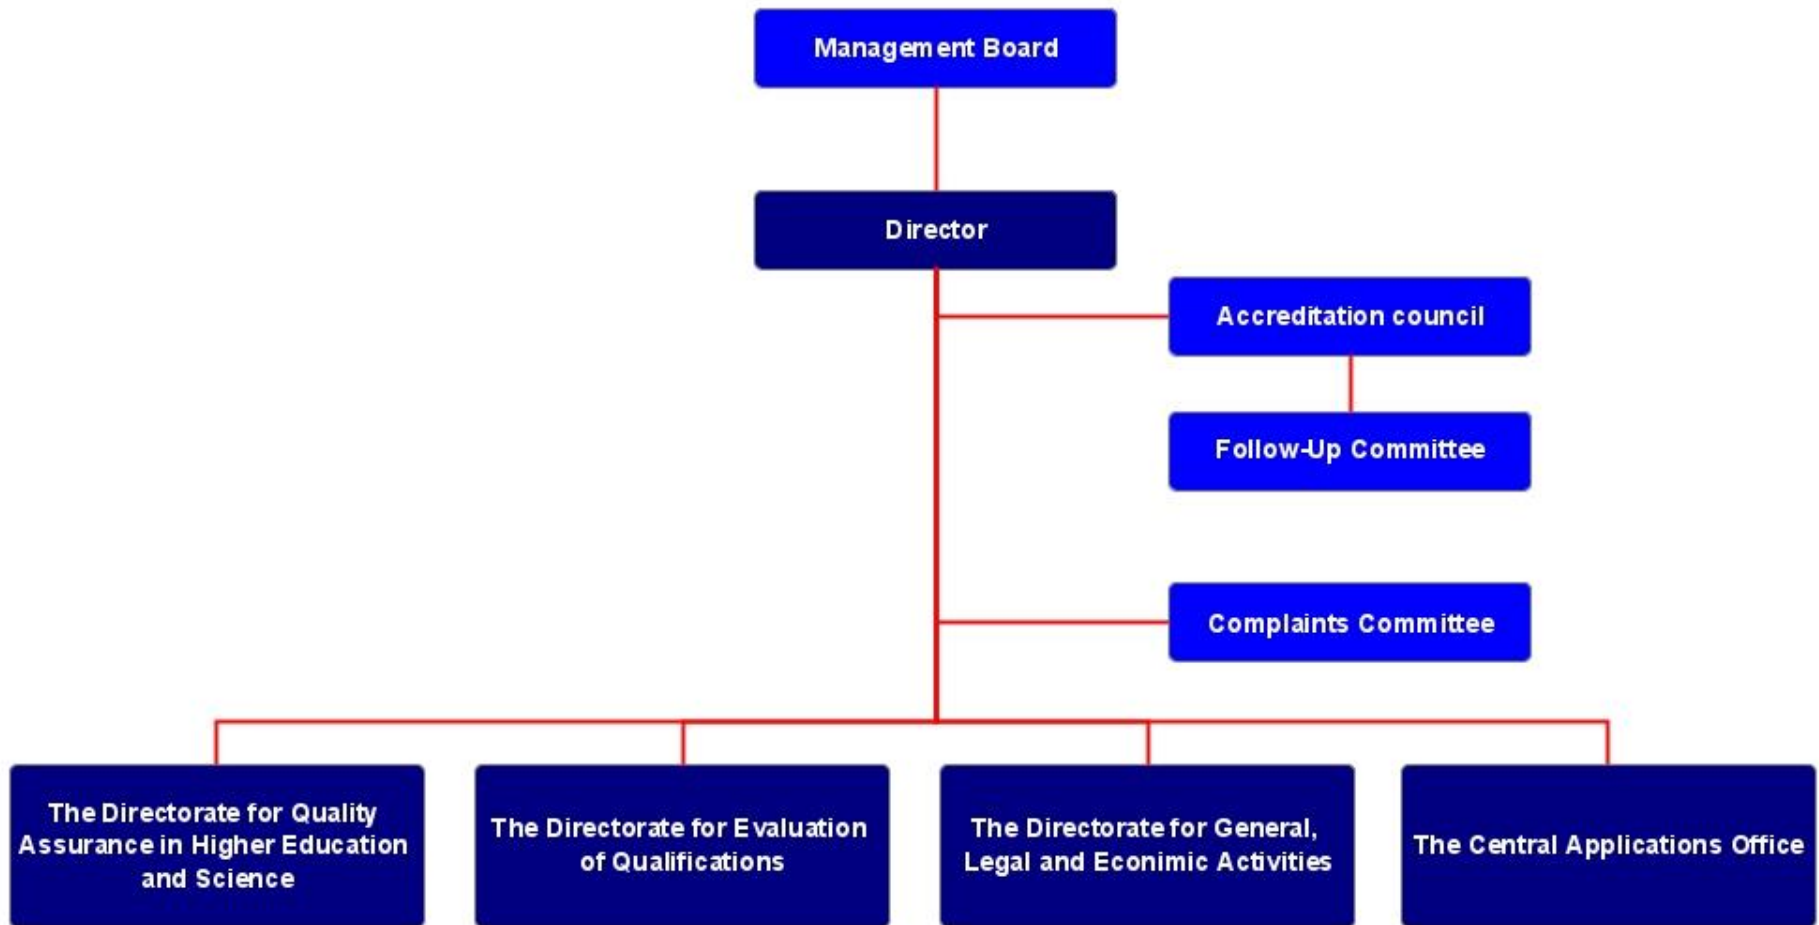 Management Board
Director
Accreditation council
Follow-Up Committee
Complaints Committee
The Directorate for Quality
Assurance in Higher Education
and Science
The Directorate for Evaluation
of Qualifications
The Directorate for General,
Legal and Econimic Activities
The Central Applications Office